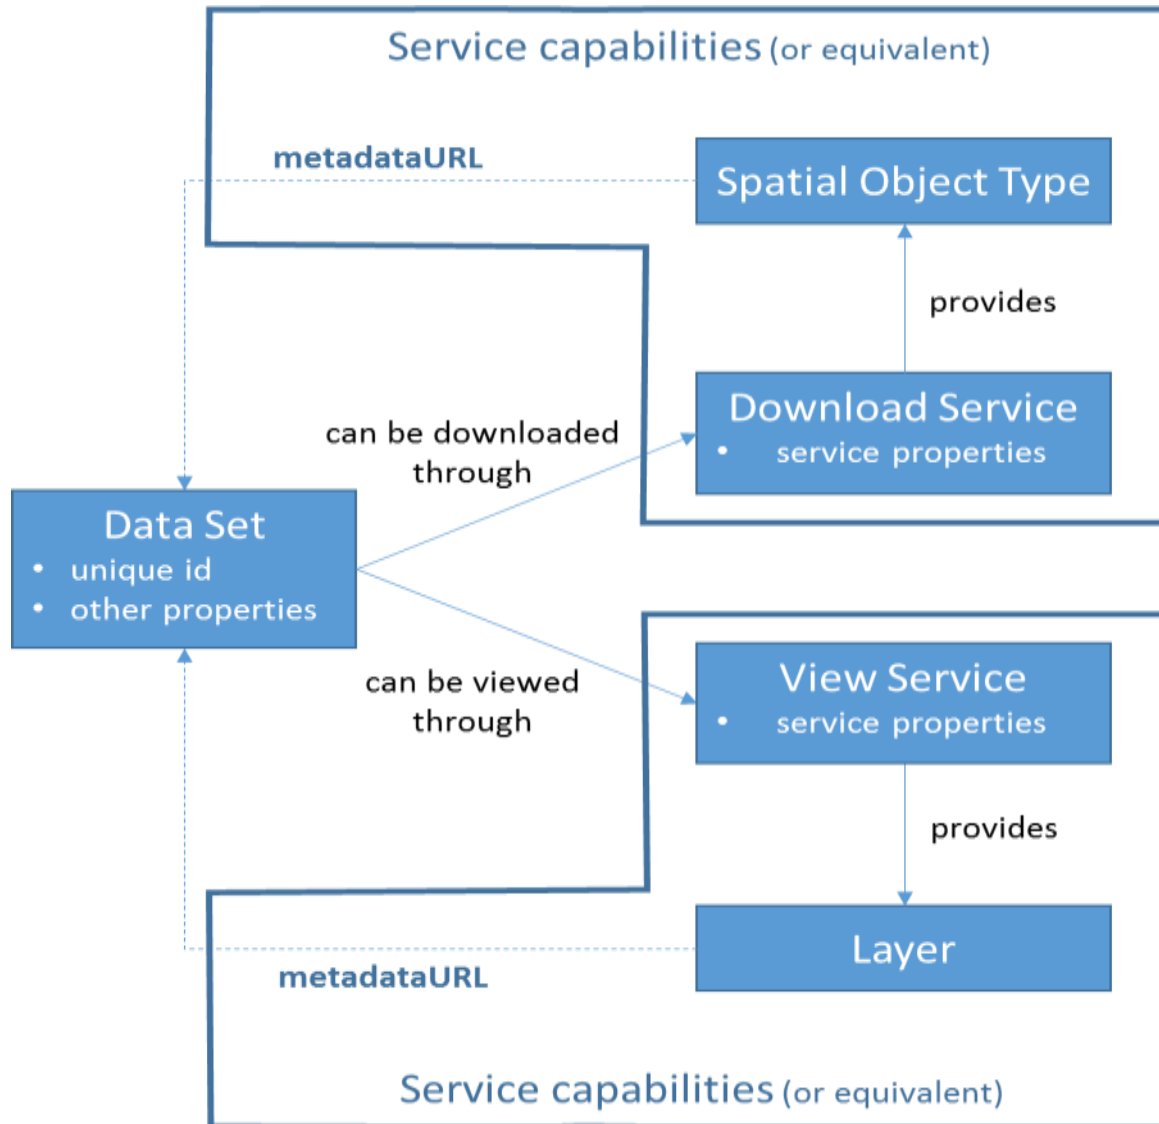 Service capabilities (or equivalent)
metadataURL
Spatial Object Type
provides
Download Service
• service properties
can be downloaded
through
Data Set
• unique id
• other properties
can be viewed
through
View Service
• service properties
provides
Layer
metadataURL
Service capabilities (or equivalent)